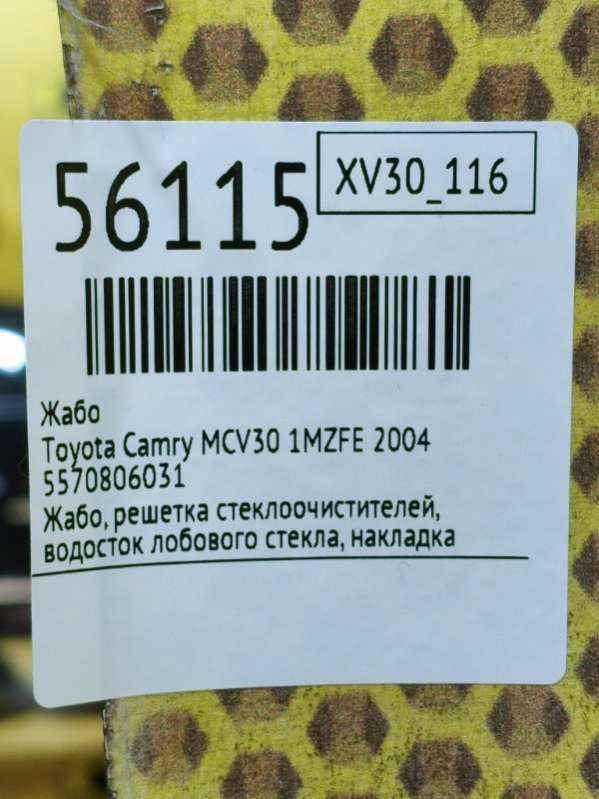 56115
XV30_116
Жабо
Toyota Camry MCV30 1MZFE 2004
5570806031
Жабо, решетка стеклоочистителей,
водосток лобового стекла, накладка